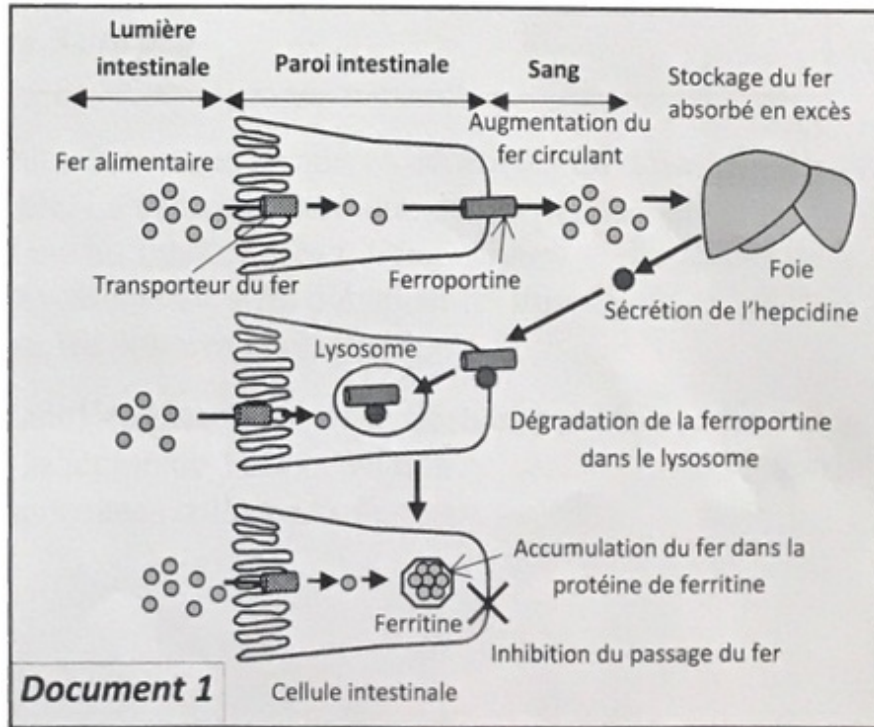 Lumière
intestinale
Paroi intestinale
Sang
Stockage du fer
absorbé en excès
Augmentation du
fer circulant
Fer alimentaire
Transporteur du fer
Ferroportine
Foie
Sécrétion de l'hepcidine
Lysosome
Dégradation de la ferroportine
dans le lysosome
Accumulation du fer dans la
protéine de ferritine
Ferritine
Inhibition du passage du fer
Document 1
Cellule intestinale